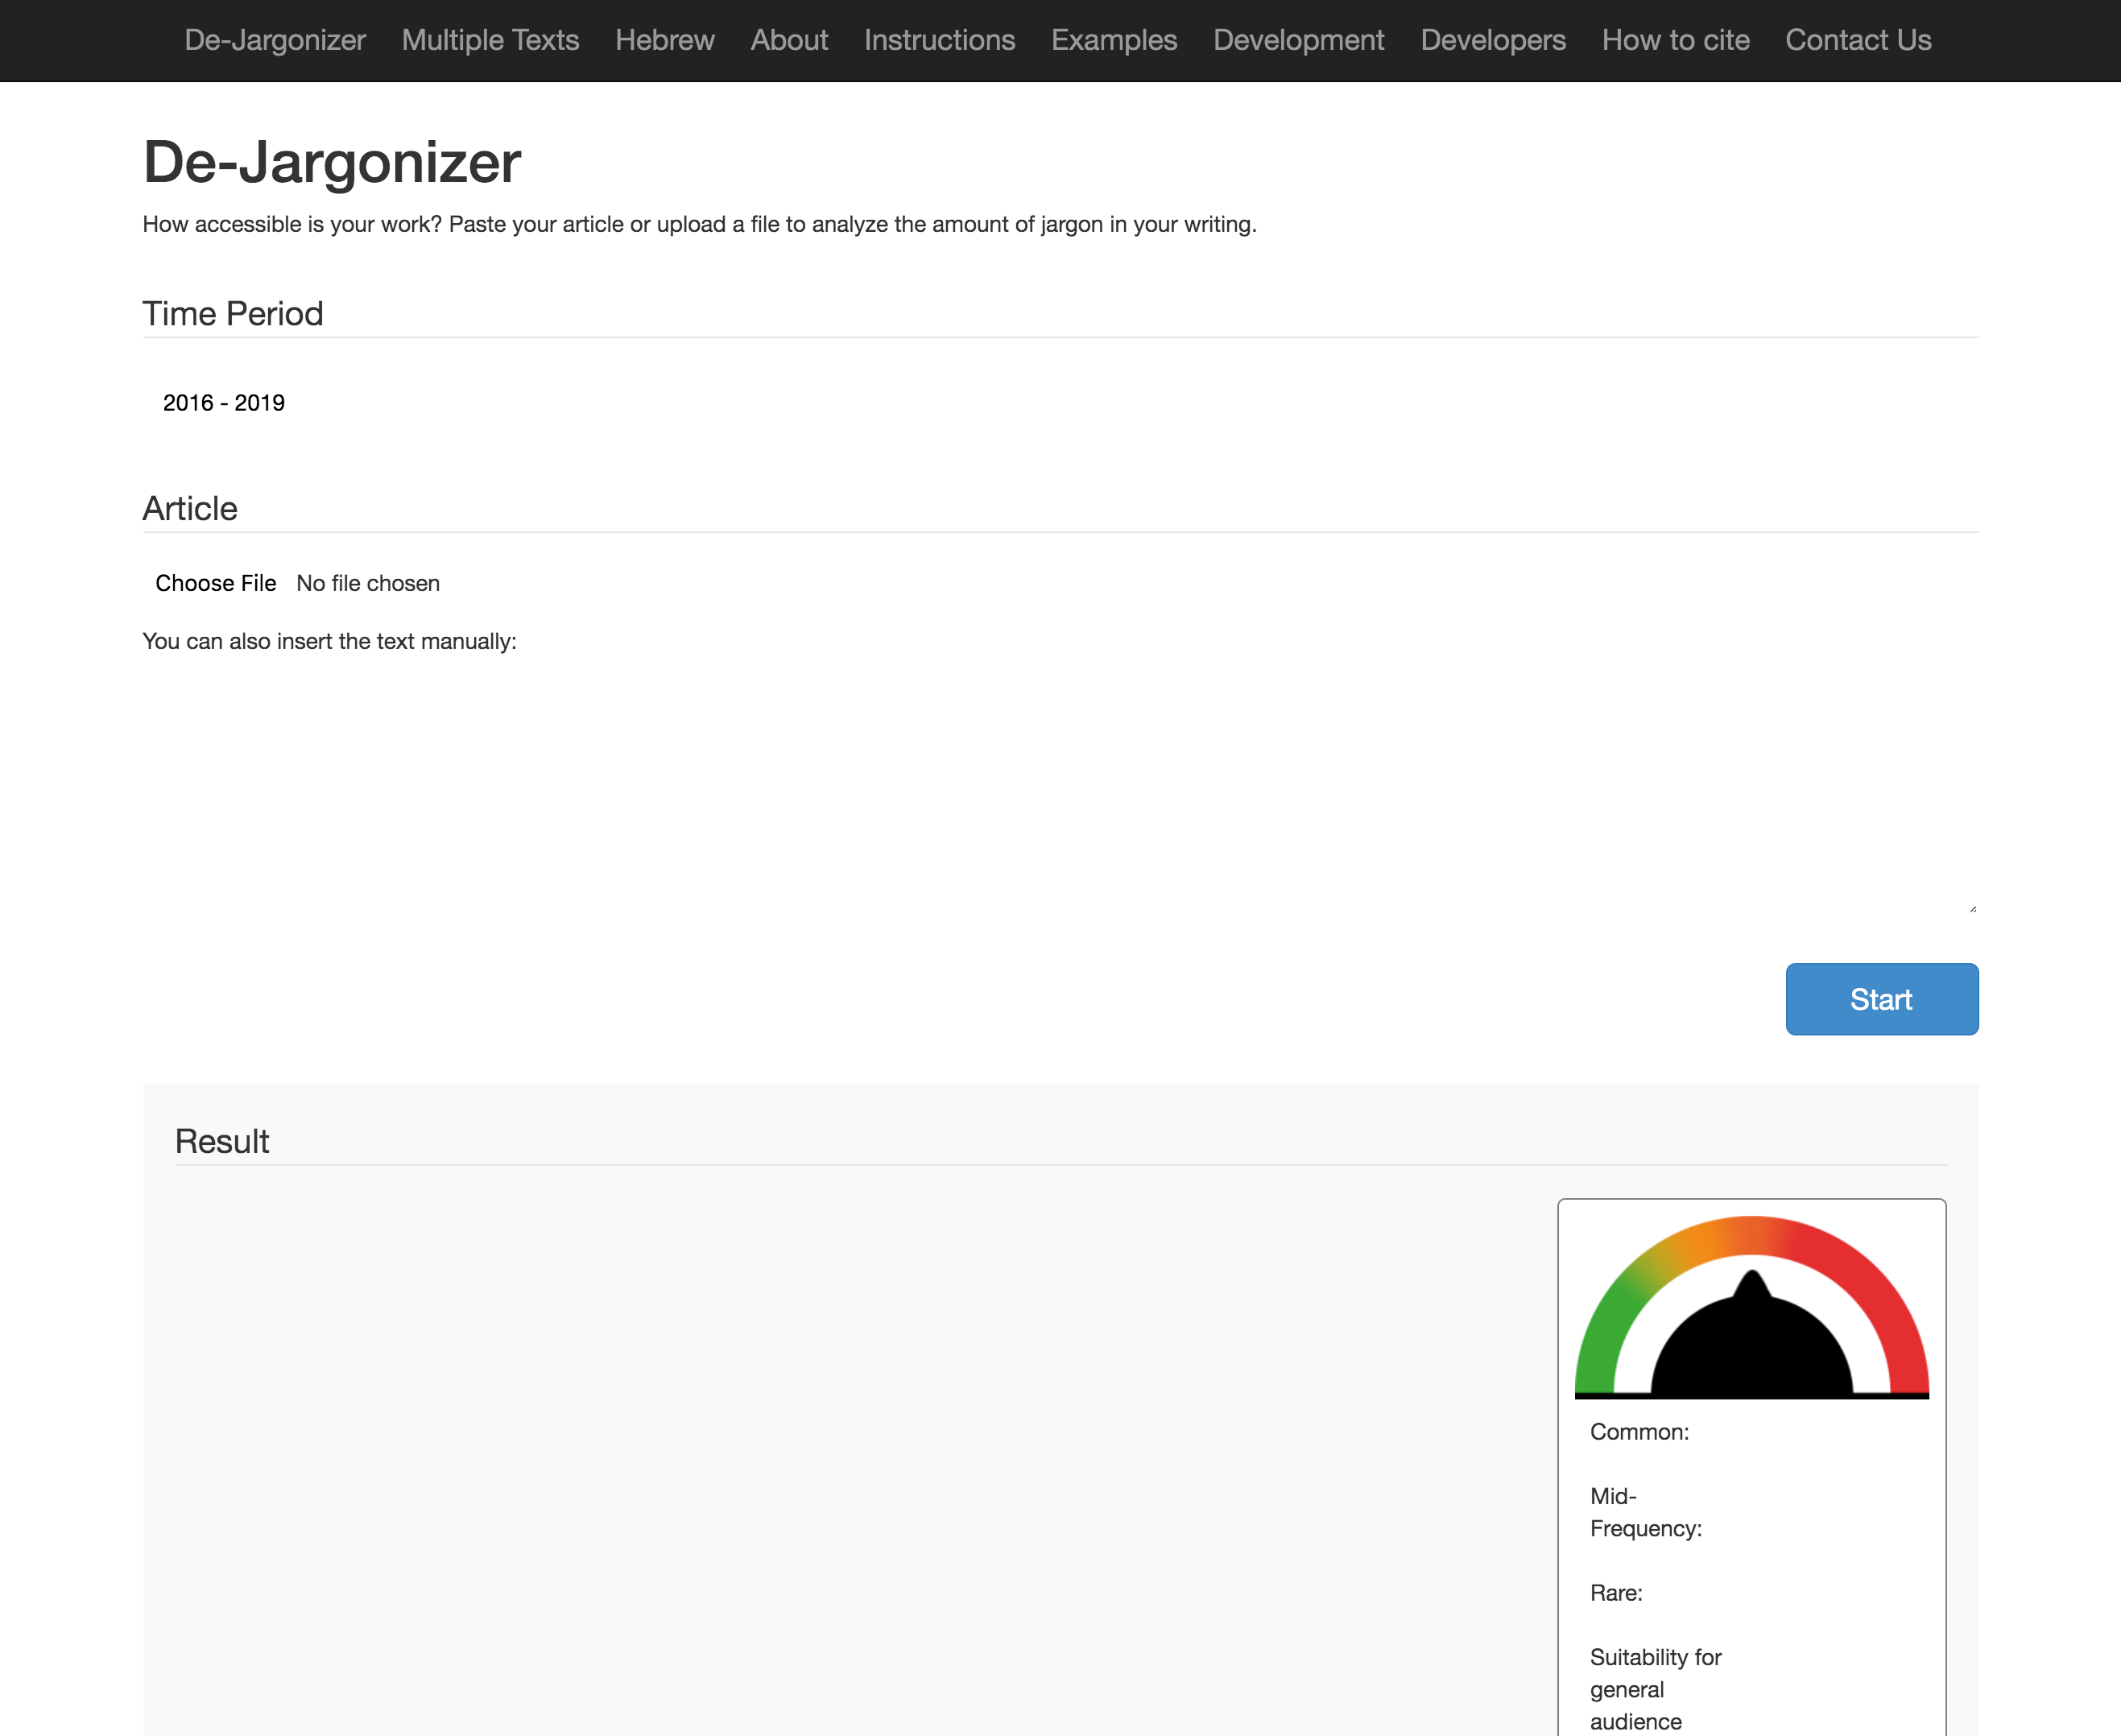 De-Jargonizer Multiple Texts Hebrew About Instructions Examples Development Developers How to cite Contact Us
De-Jargonizer
How accessible is your work? Paste your article or upload a file to analyze the amount of jargon in your writing.
Time Period
2016 - 2019
Article
Choose File No file chosen
You can also insert the text manually:
Start
Result
Common:
Mid-
Frequency:
Rare:
Suitability for
general
audience